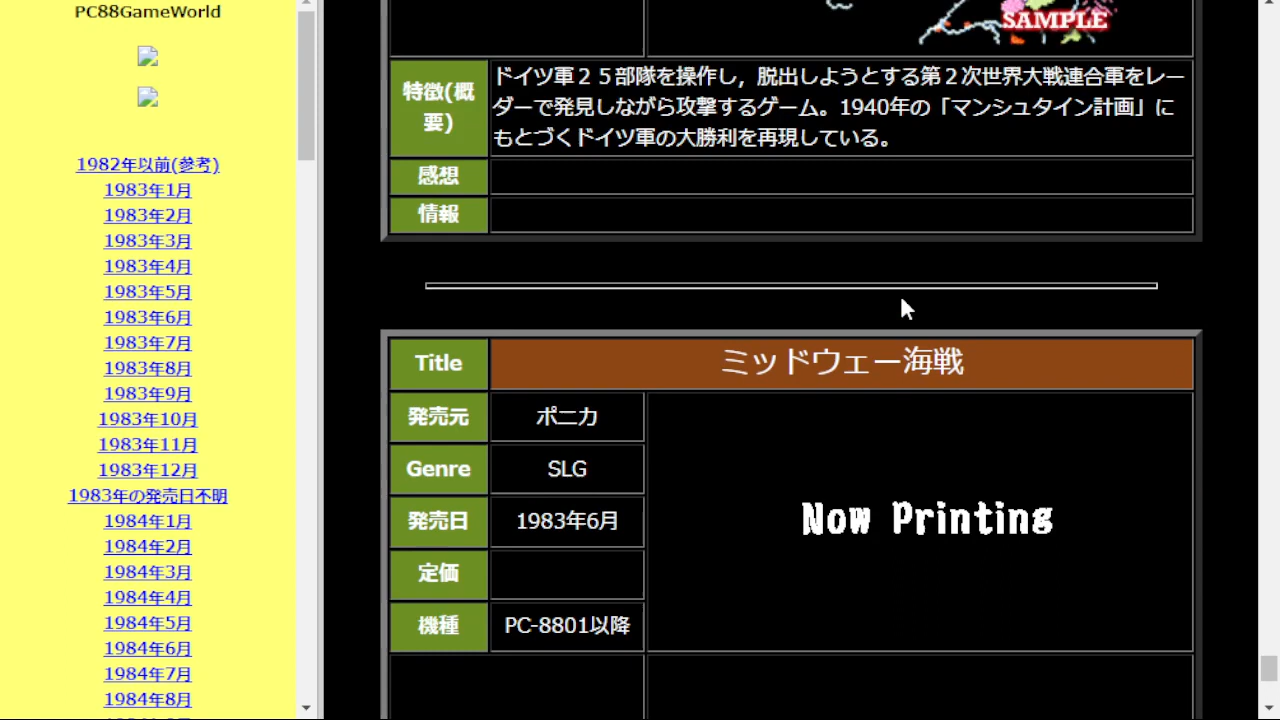 PC88GameWorld
1982年以前(参考)
1983年1月
1983年2月
1983年3月
1983年4月
1983年5月
1983年6月
1983年7月
1983年8月
1983年9月
1983年10月
1983年11月
1983年12月
1983年の発売日不明
1984年1月
1984年2月
1984年3月
1984年4月
1984年5月
1984年6月
1984年7月
1984年8月
SAMPLE
特徴(概
要)
ドイツ軍２５部隊を操作し，脱出しようとする第２次世界大戦連合軍をレー
ダーで発見しながら攻撃するゲーム。1940年の「マンシュタイン計画」に
もとづくドイツ軍の大勝利を再現している。
感想
情報
Title
ミッドウェー海戦
発売元
ポニカ
Genre
SLG
発売日
1983年6月
定価
機種
PC-8801以降
Now Printing